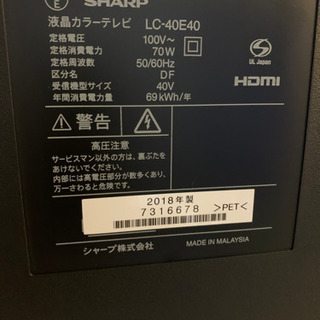 E
SHARP
液晶カラーテレビ LC-40E40
定格電圧 100V～
定格消費電力 70W
定格周波数 50/60Hz
区分名 DF
受信機型サイズ 40V
年間消費電力量 69kWh/年
S
UL Japan
HDMI
⚠警告
高圧注意
サービスマン以外の方は、裏ぶたを
あけないでください。
内部には高電圧部分が数多くあり、
万一さわると危険です。
2018年製
7316678 >PET<
シャープ株式会社 MADE IN MALAYSIA